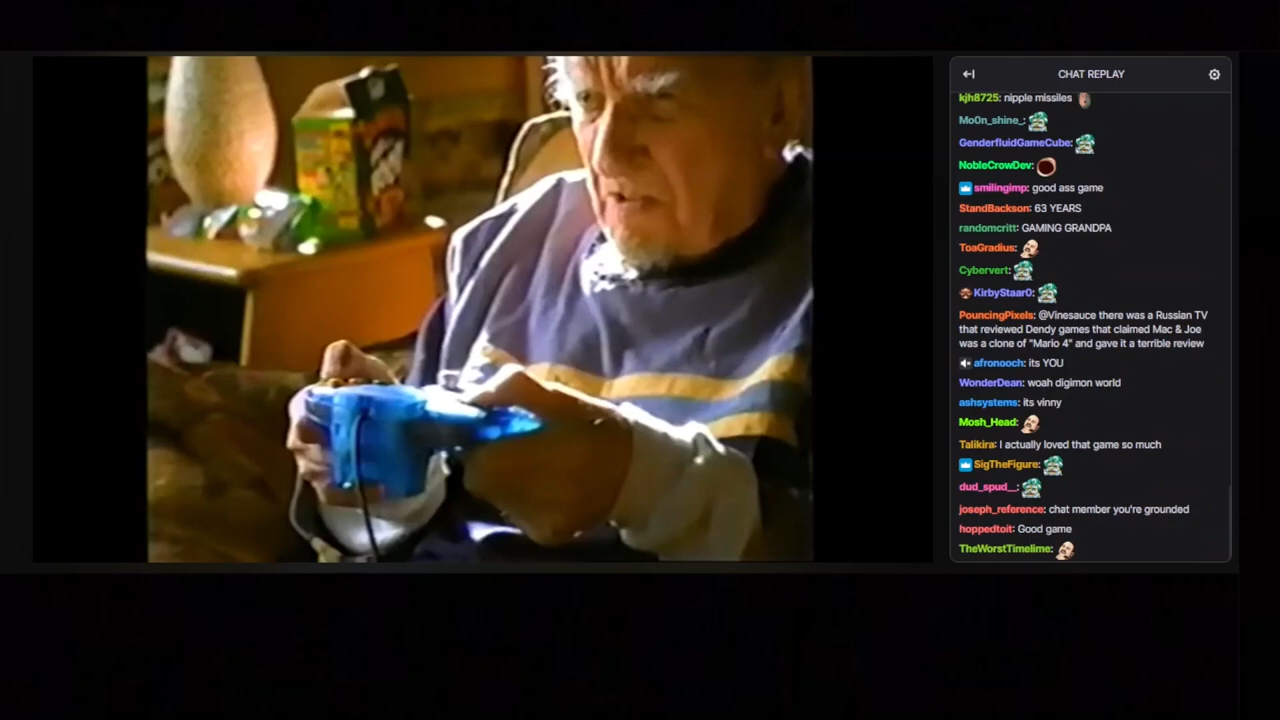 CHAT REPLAY
kjh8725: nipple missiles
Mo0n_shine_:
GenderfluidGameCube:
NobleCrowDev:
smilingimp: good ass game
StandBackson: 63 YEARS
randomcritt: GAMING GRANDPA
ToaGradius:
Cybervert:
KirbyStaar0:
PouncingPixels: @Vinesauce there was a Russian TV
that reviewed Dendy games that claimed Mac & Joe
was a clone of "Mario 4" and gave it a terrible review
afronooch: its YOU
WonderDean: woah digimon world
ashsystems: its vinny
Mosh_Head:
Talikira: I actually loved that game so much
SigTheFigure:
dud_spud__:
joseph_reference: chat member you're grounded
hoppedtoit: Good game
TheWorstTimelime: